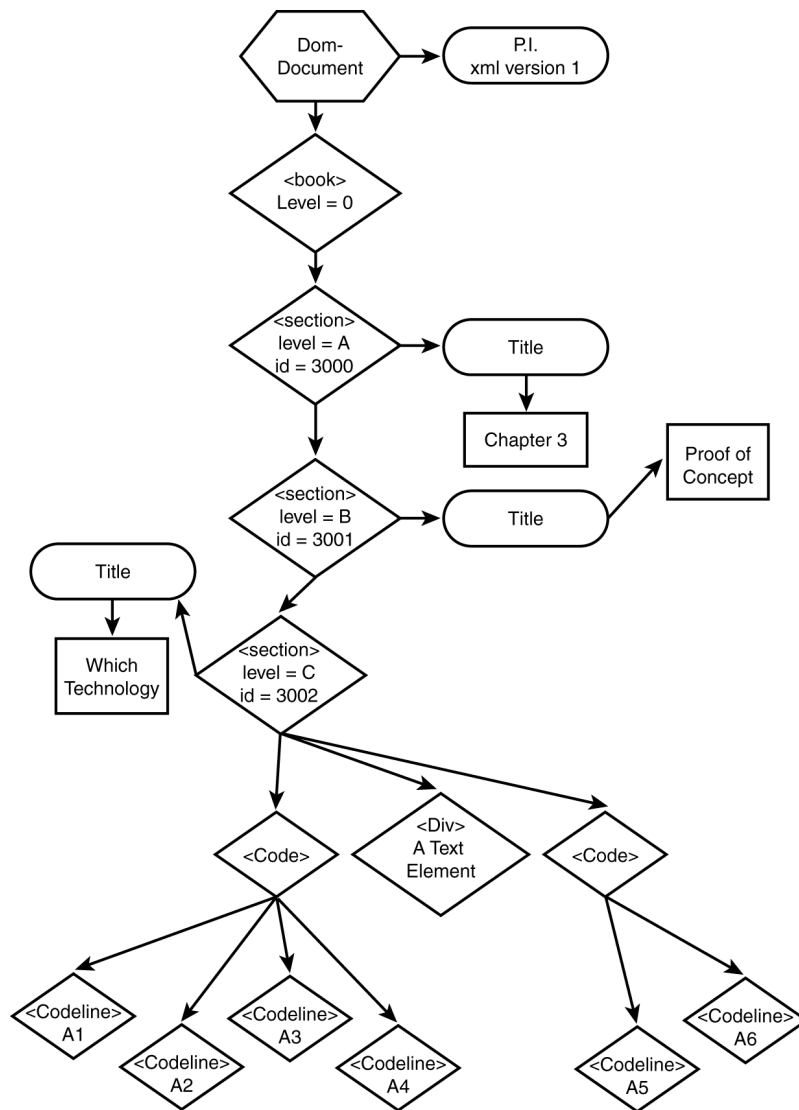 Dom-
Document
P.I.
xml version 1
<book>
Level = 0
<section>
level = A
id = 3000
Title
Chapter 3
Proof of
Concept
<section>
level = B
id = 3001
Title
Title
Which
Technology
<section>
level = C
id = 3002
<Code>
<Div>
A Text
Element
<Code>
<Codeline>
A1
<Codeline>
A2
<Codeline>
A3
<Codeline>
A4
<Codeline>
A5
<Codeline>
A6